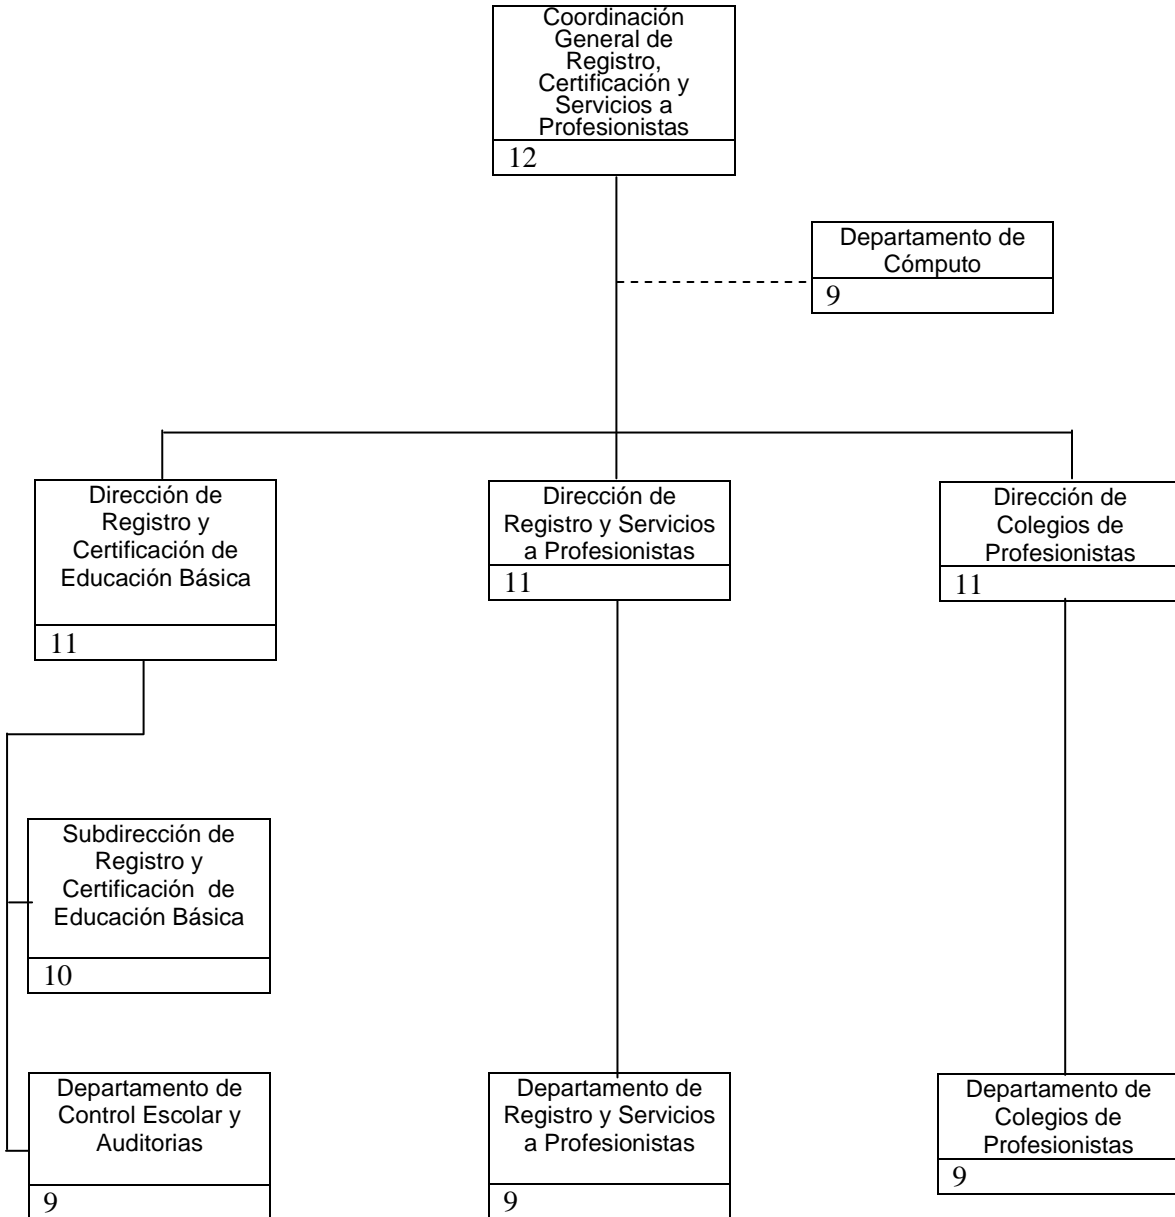 Coordinación
General de
Registro,
Certificación y
Servicios a
Profesionistas
12
Departamento de
Cómputo
9
Dirección de
Registro y
Certificación de
Educación Básica
11
Dirección de
Registro y Servicios
a Profesionistas
11
Dirección de
Colegios de
Profesionistas
11
Subdirección de
Registro y
Certificación  de
Educación Básica
10
Departamento de
Control Escolar y
Auditorias
9
Departamento de
Registro y Servicios
a Profesionistas
9
Departamento de
Colegios de
Profesionistas
9